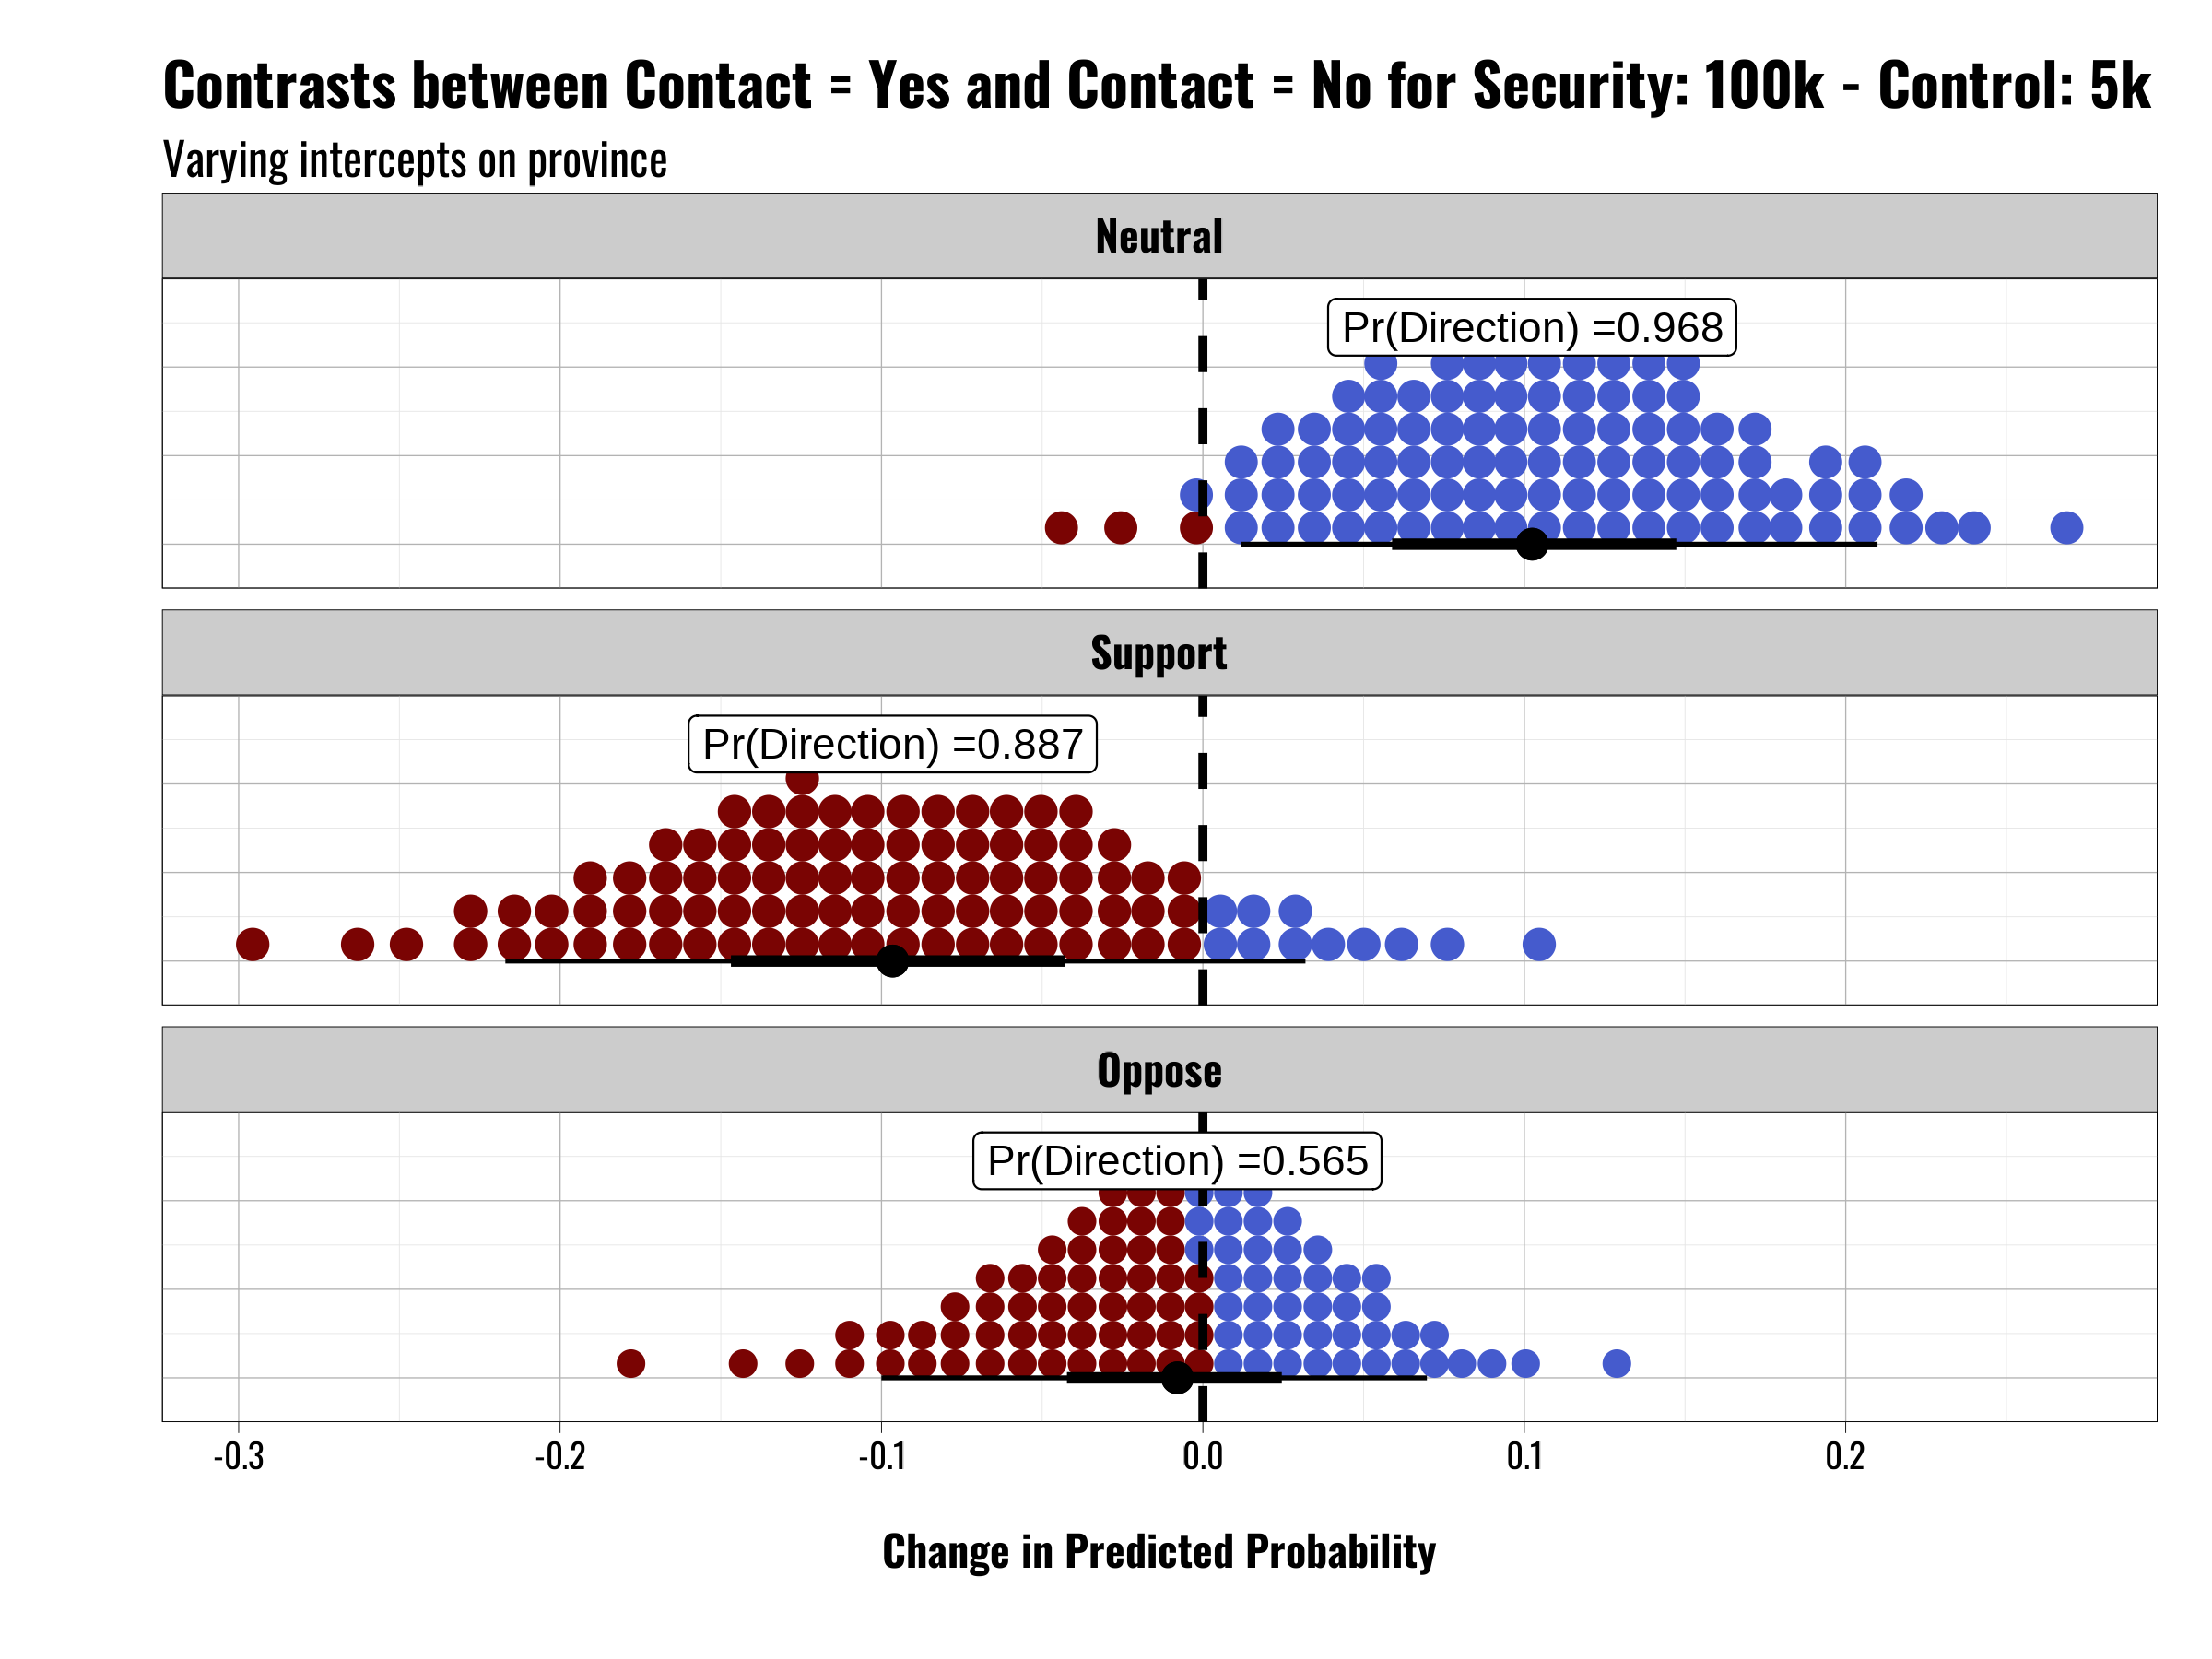 Contrasts between Contact = Yes and Contact = No for Security: 100k - Control: 5k
Varying intercepts on province
Neutral
Pr(Direction) =0.968
Support
Pr(Direction) =0.887
Oppose
Pr(Direction) =0.565
-0.3 -0.2 -0.1 0.0 0.1 0.2
Change in Predicted Probability